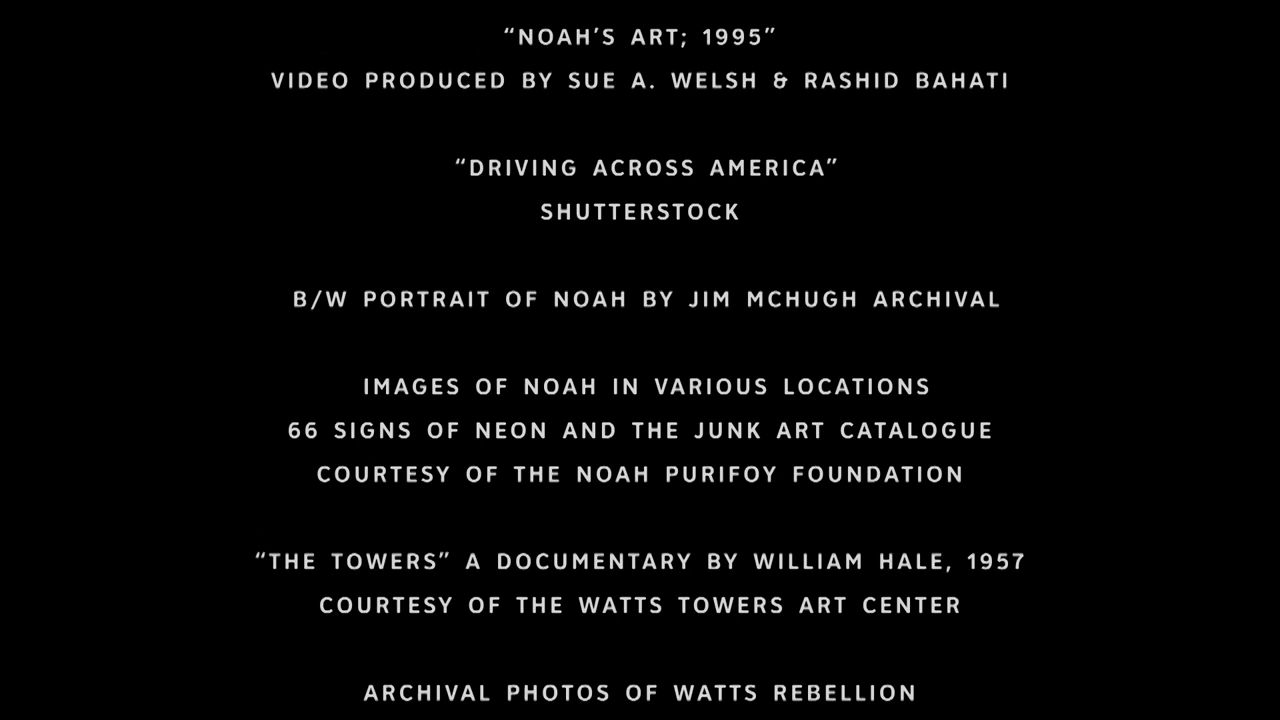 “NOAH’S ART; 1995”
VIDEO PRODUCED BY SUE A. WELSH & RASHID BAHATI
“DRIVING ACROSS AMERICA”
SHUTTERSTOCK
B/W PORTRAIT OF NOAH BY JIM MCHUGH ARCHIVAL
IMAGES OF NOAH IN VARIOUS LOCATIONS
66 SIGNS OF NEON AND THE JUNK ART CATALOGUE
COURTESY OF THE NOAH PURIFOY FOUNDATION
“THE TOWERS” A DOCUMENTARY BY WILLIAM HALE, 1957
COURTESY OF THE WATTS TOWERS ART CENTER
ARCHIVAL PHOTOS OF WATTS REBELLION